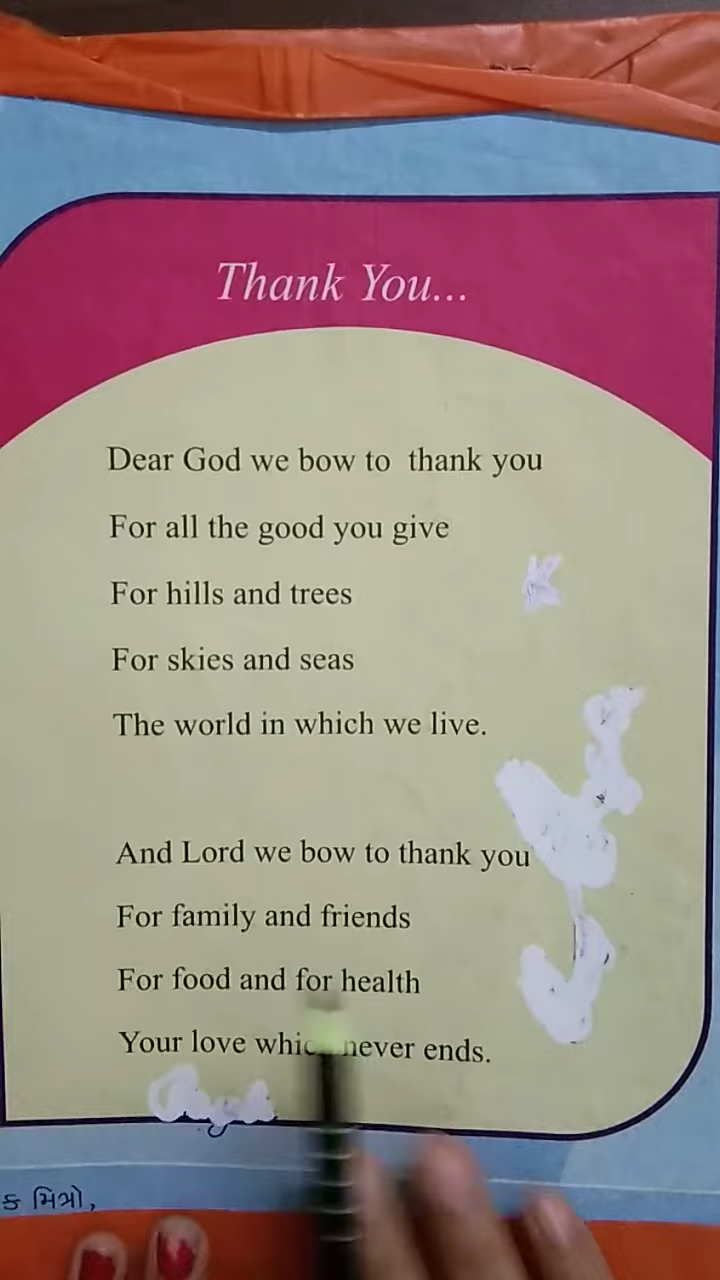 Thank You...
Dear God we bow to thank you
For all the good you give
For hills and trees
For skies and seas
The world in which we live.
And Lord we bow to thank you
For family and friends
For food and for health
Your love which never ends.
ક મિત્રો,